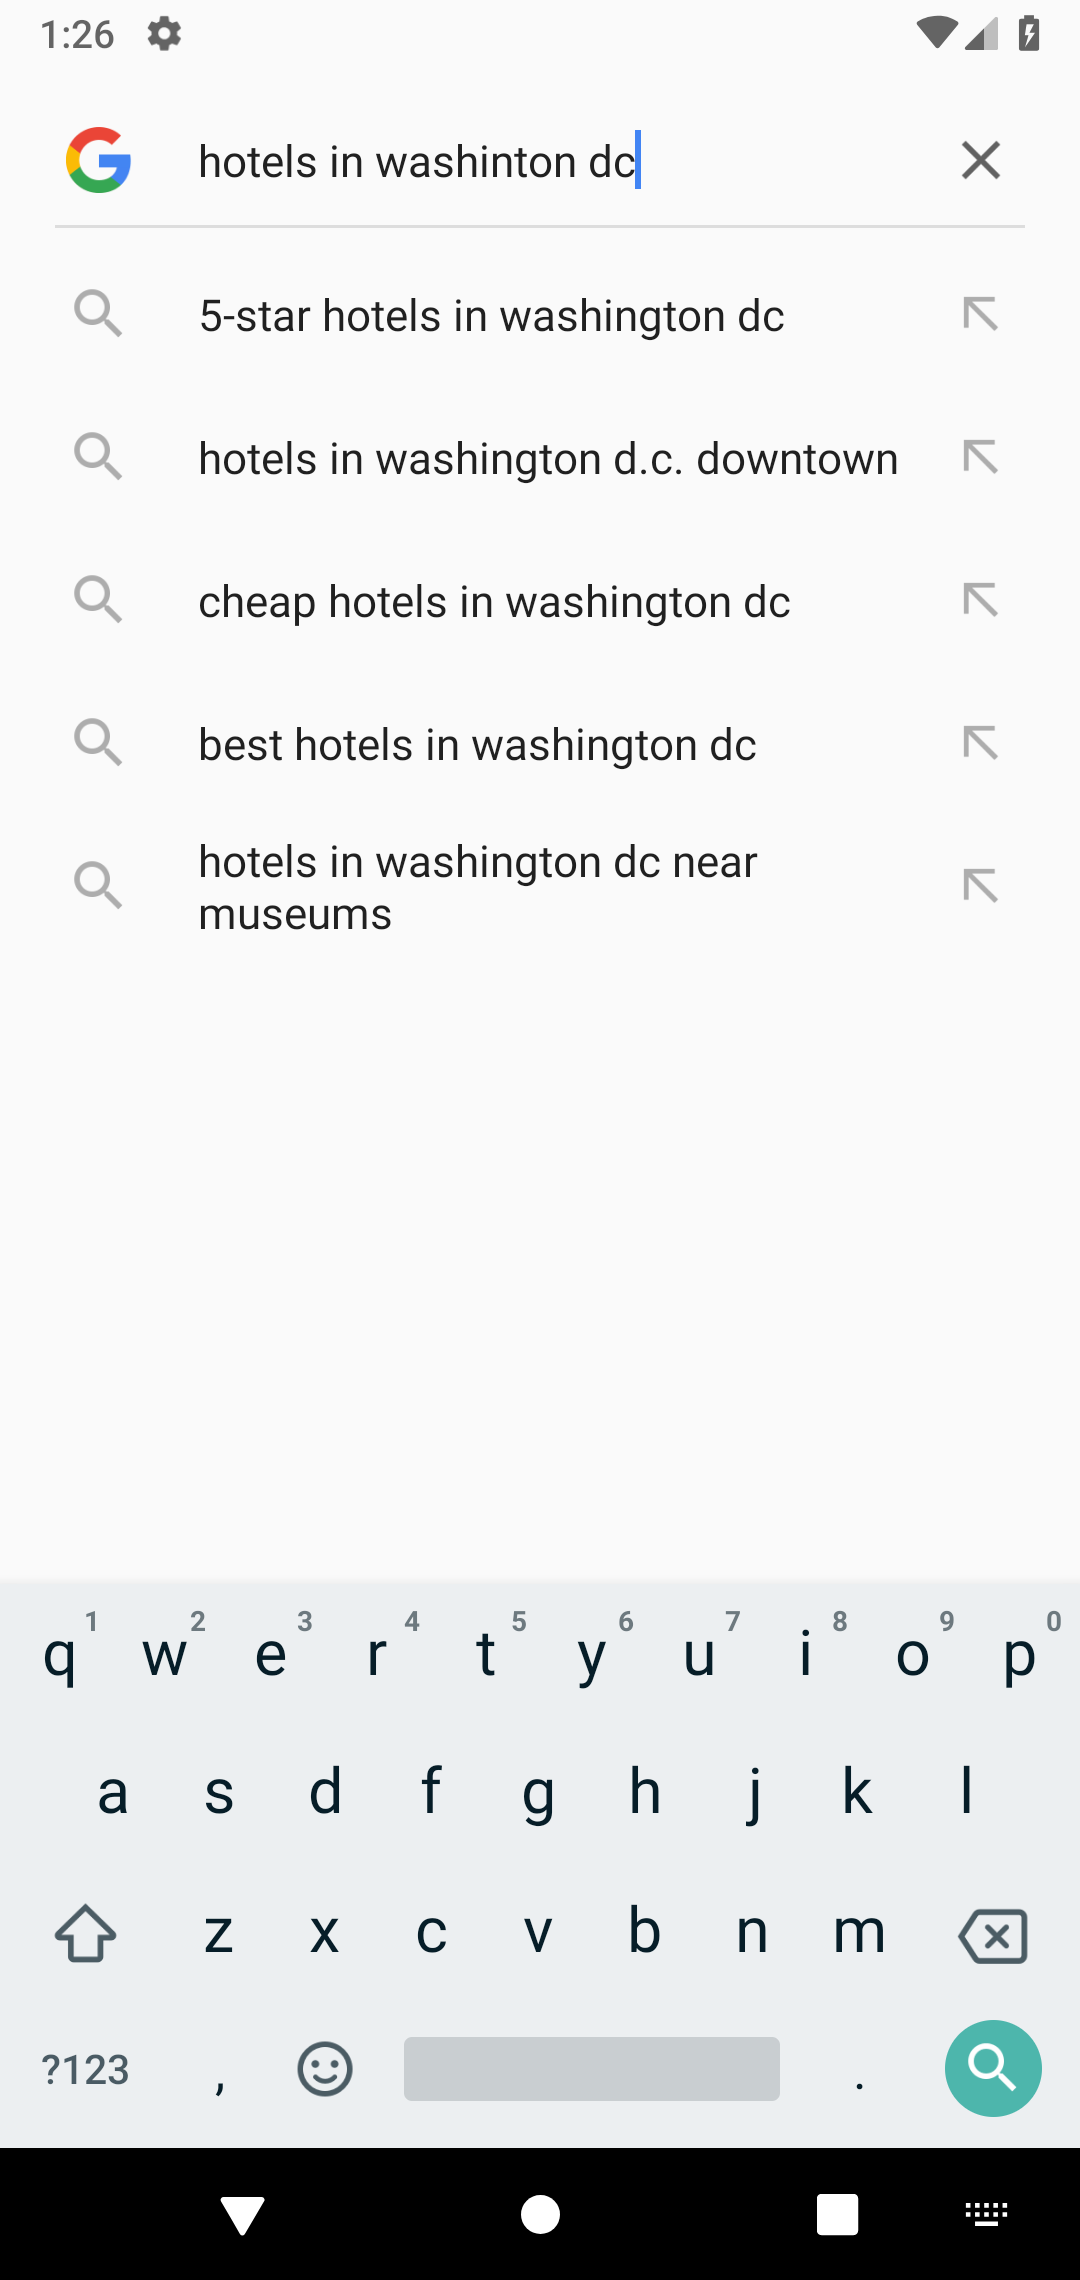 1:26
hotels in washinton dc
5-star hotels in washington dc
hotels in washington d.c. downtown
cheap hotels in washington dc
best hotels in washington dc
hotels in washington dc near
museums
1 2 3 4 5 6 7 8 9 0
q w e r t y u i o p
a s d f g h j k l
z x c v b n m
?123 , .